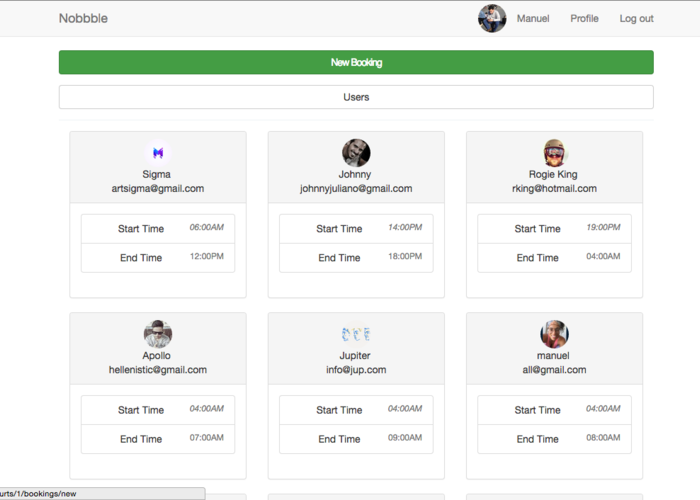 Nobbble
Manuel Profile Log out
New Booking
Users
Sigma
artsigma@gmail.com
Start Time 06:00AM
End Time 12:00PM
Johnny
johnnyjuliano@gmail.com
Start Time 14:00PM
End Time 18:00PM
Rogie King
rking@hotmail.com
Start Time 19:00PM
End Time 04:00AM
Apollo
hellenistic@gmail.com
Start Time 04:00AM
End Time 07:00AM
Jupiter
info@jup.com
Start Time 04:00AM
End Time 09:00AM
manuel
all@gmail.com
Start Time 04:00AM
End Time 08:00AM
urts/1/bookings/new